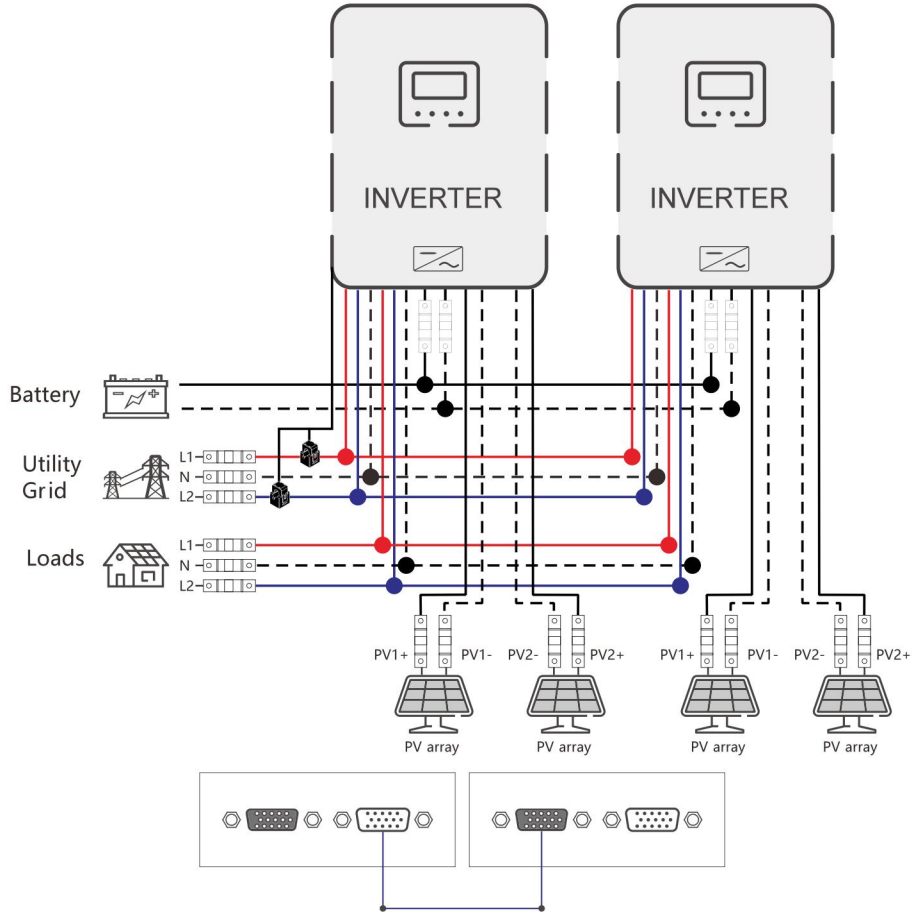 INVERTER
INVERTER
Battery
Utility
Grid
L1
N
L2
Loads
L1
N
L2
PV1+
PV1-
PV2-
PV2+
PV1+
PV1-
PV2-
PV2+
PV array
PV array
PV array
PV array